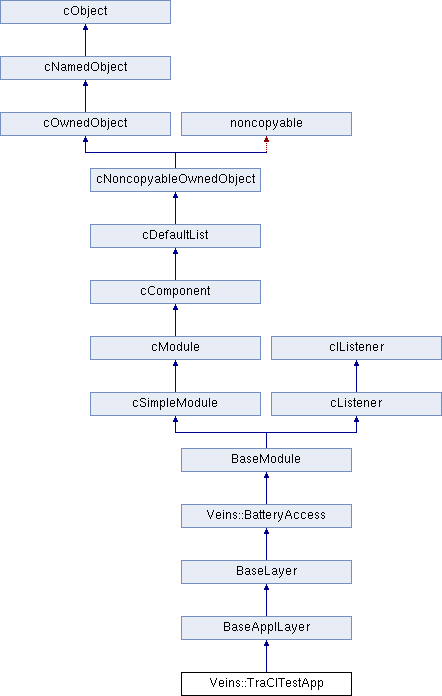 cObject
cNamedObject
cOwnedObject
noncopyable
cNoncopyableOwnedObject
cDefaultList
cComponent
cModule
cIListener
cSimpleModule
cListener
BaseModule
Veins::BatteryAccess
BaseLayer
BaseApplLayer
Veins::TraCITestApp